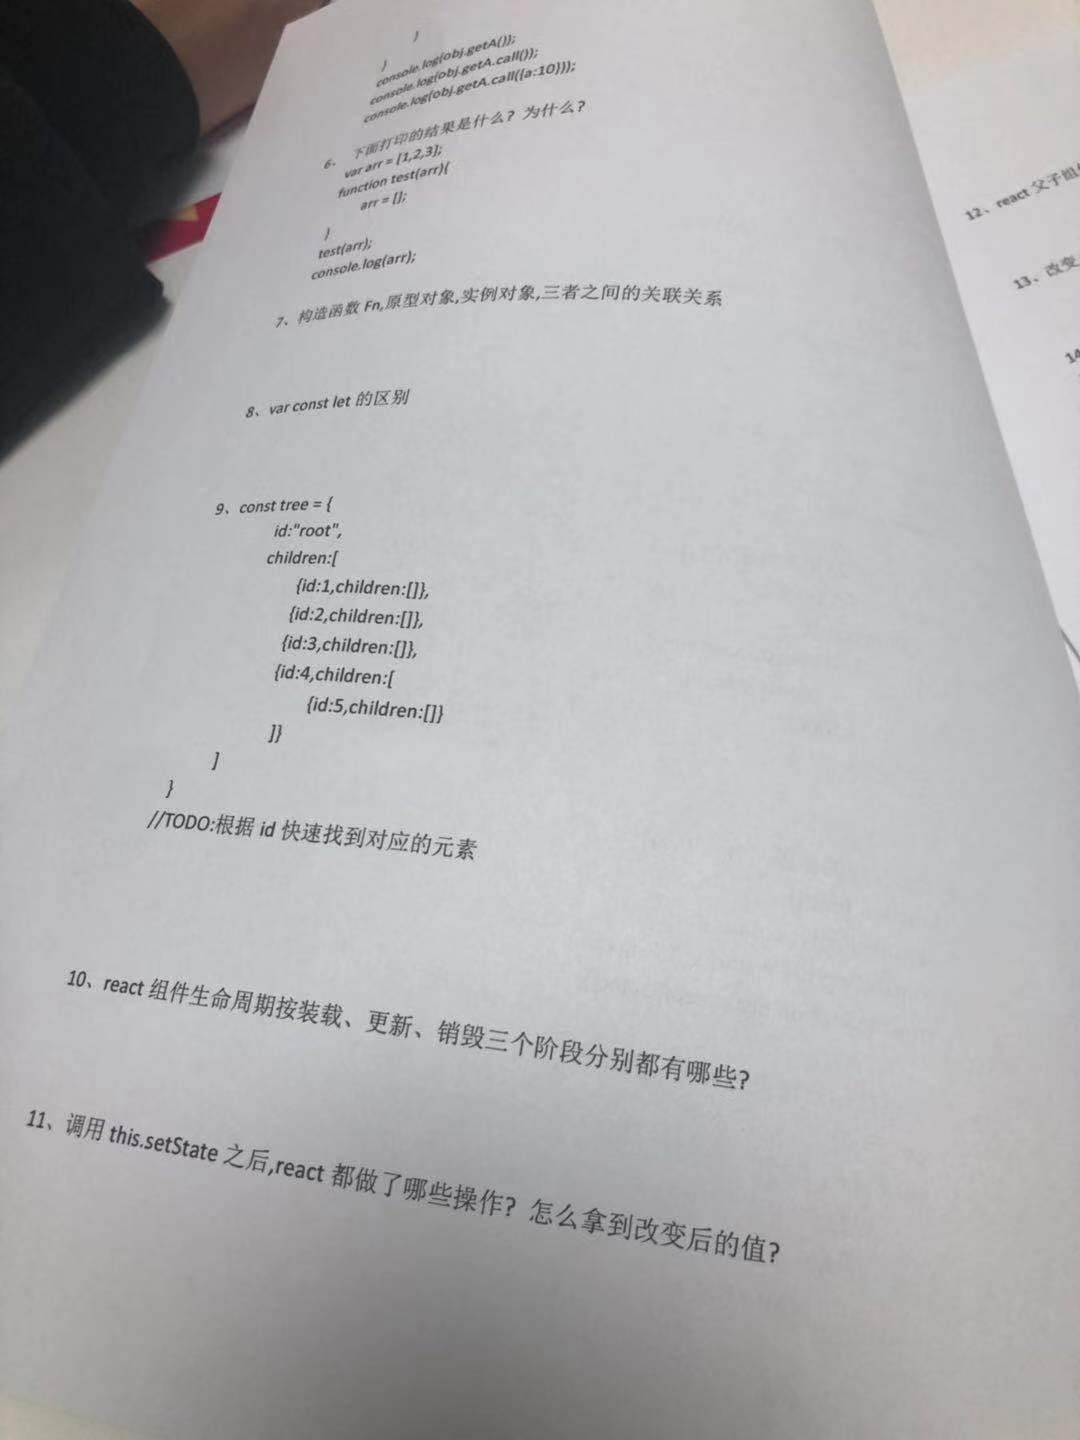 }
}
console.log(obj.getA());
console.log(obj.getA.call());
console.log(obj.getA.call({a:10}));
6、 下面打印的结果是什么？为什么？
var arr = [1,2,3];
function test(arr){
arr = [];
}
test(arr);
console.log(arr);
7、构造函数 Fn,原型对象,实例对象,三者之间的关联关系
8、var const let 的区别
9、const tree = {
id:"root",
children:[
{id:1,children:[]},
{id:2,children:[]},
{id:3,children:[]},
{id:4,children:[
{id:5,children:[]}
]}
]
}
//TODO:根据 id 快速找到对应的元素
10、react 组件生命周期按装载、更新、销毁三个阶段分别都有哪些?
11、调用 this.setState 之后,react 都做了哪些操作? 怎么拿到改变后的值?
12、react 父子组
13、改变
14